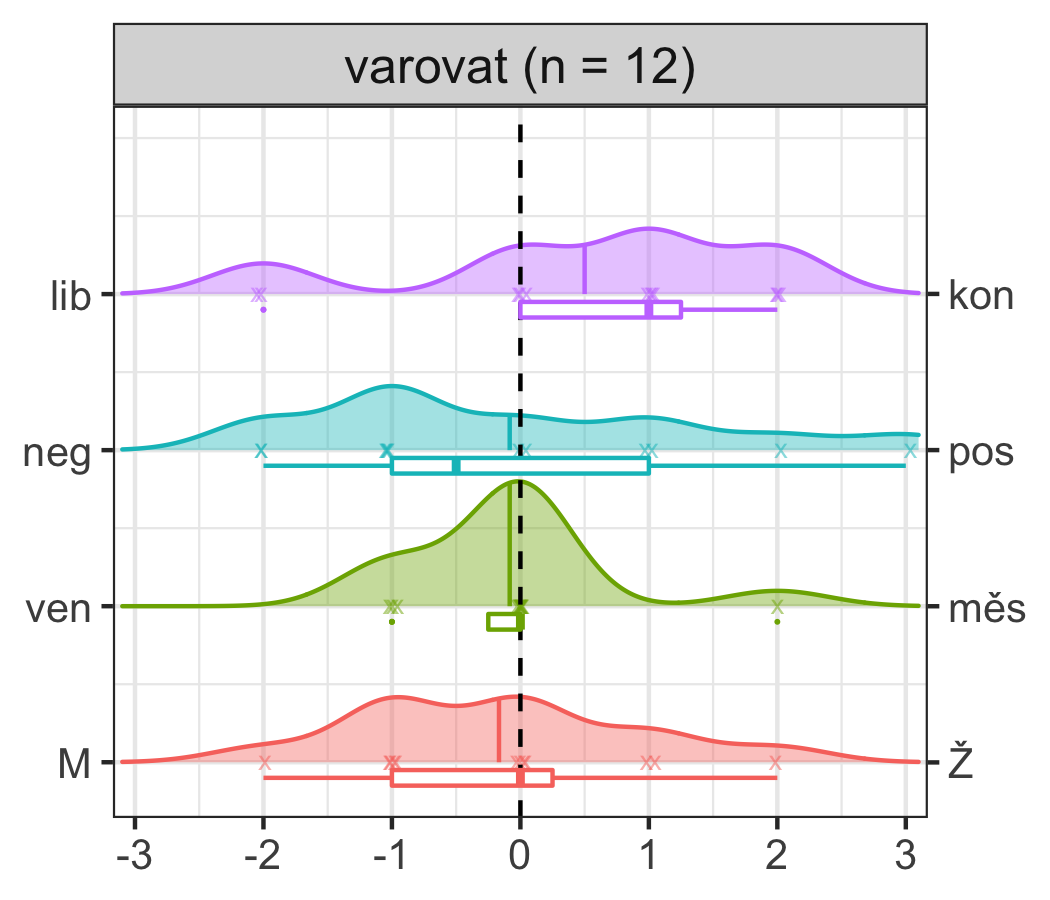 varovat (n = 12)
lib kon
neg pos
ven měs
M Ž
-3 -2 -1 0 1 2 3